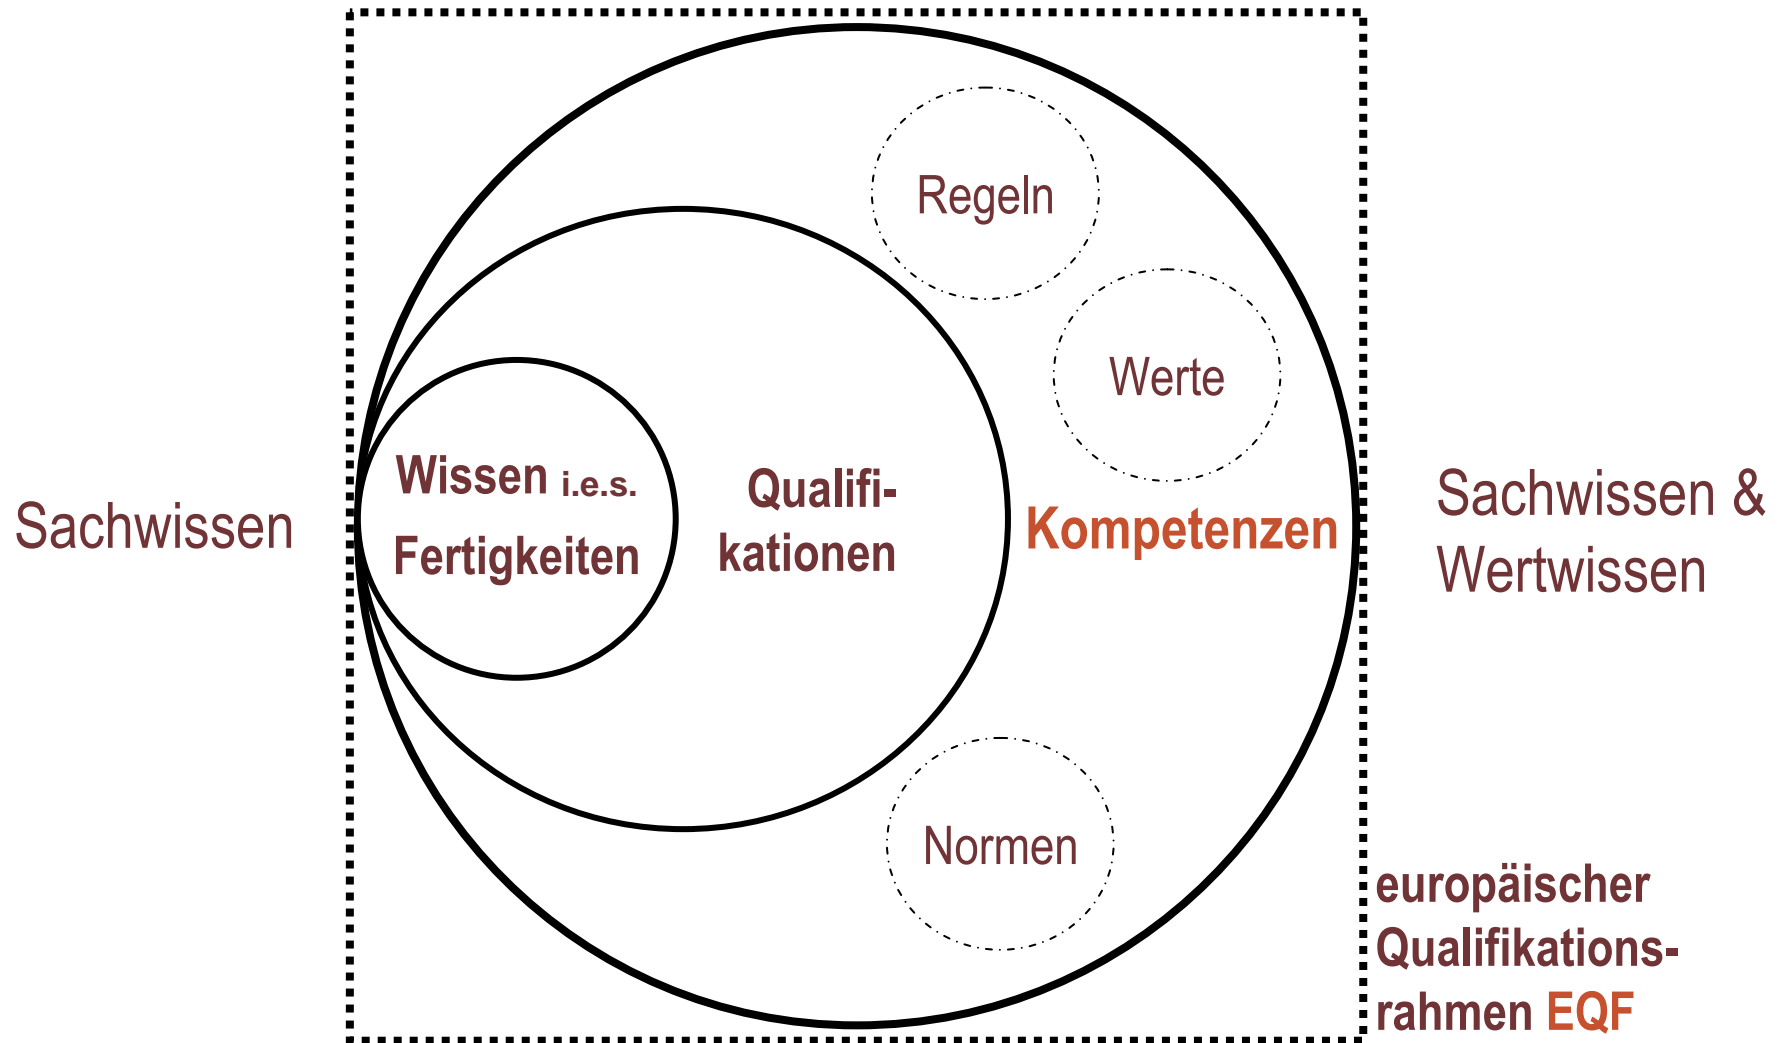 Regeln
Werte
Sachwissen
Wissen i.e.s.
Fertigkeiten
Qualifi-
kationen
Kompetenzen
Sachwissen &
Wertwissen
Normen
europäischer
Qualifikations-
rahmen EQF